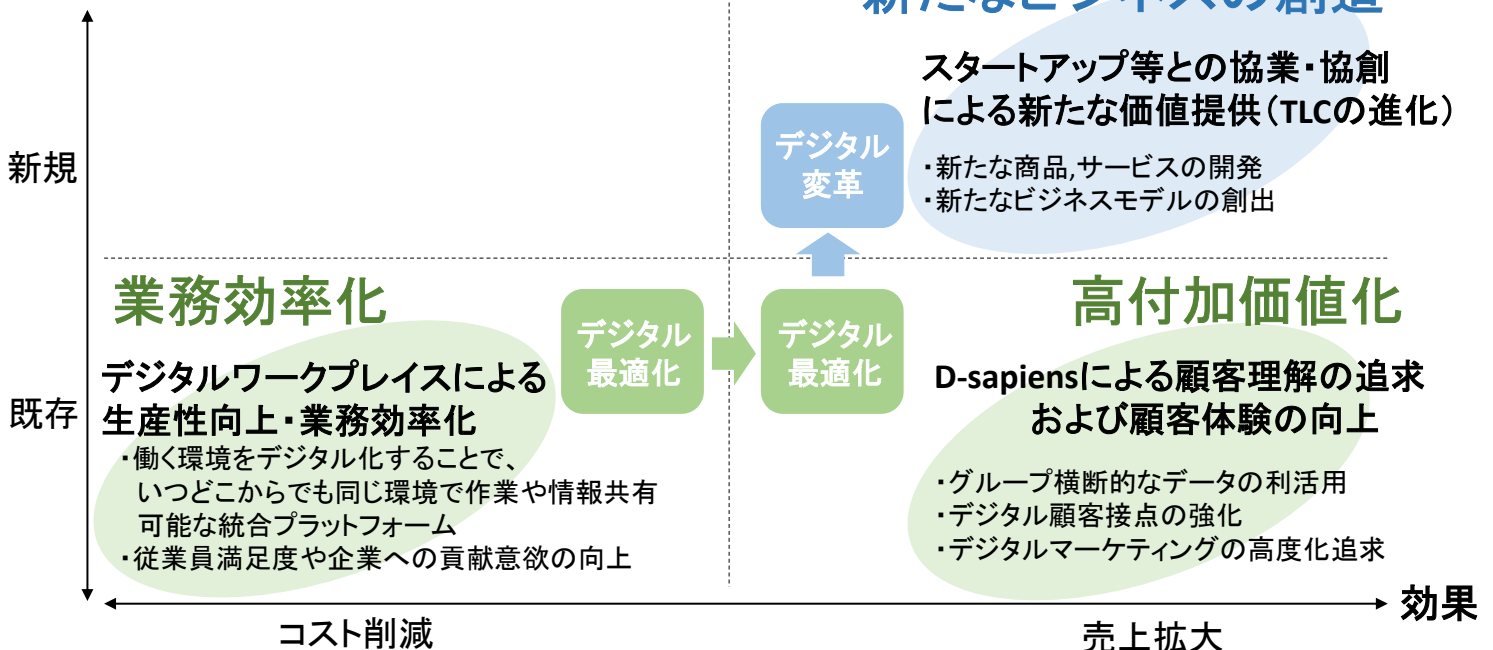 新たなビジネスの創造
スタートアップ等との協業・協創
による新たな価値提供（TLCの進化）
・新たな商品,サービスの開発
・新たなビジネスモデルの創出
デジタル
変革
新規
業務効率化
デジタルワークプレイスによる
生産性向上・業務効率化
・働く環境をデジタル化することで、
いつどこからでも同じ環境で作業や情報共有
可能な統合プラットフォーム
・従業員満足度や企業への貢献意欲の向上
デジタル
最適化
デジタル
最適化
高付加価値化
D-sapiensによる顧客理解の追求
および顧客体験の向上
・グループ横断的なデータの利活用
・デジタル顧客接点の強化
・デジタルマーケティングの高度化追求
既存
効果
コスト削減
売上拡大